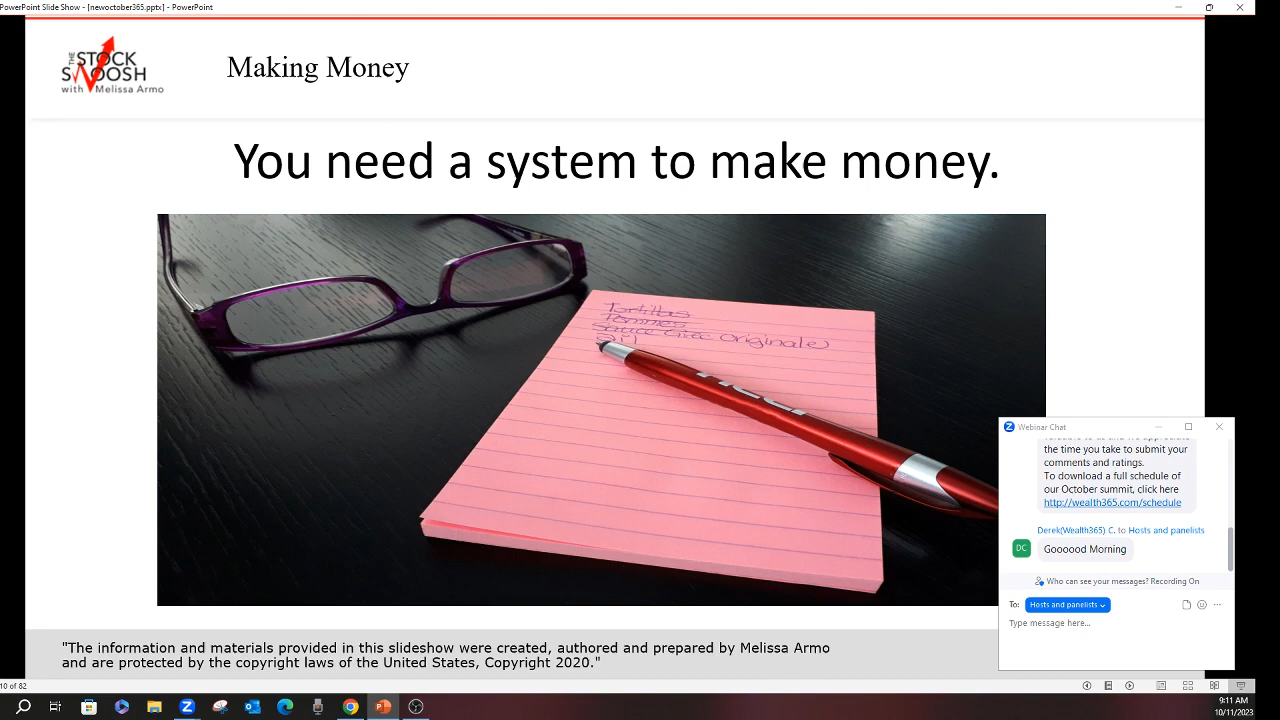 PowerPoint Slide Show - [newoctober365.pptx] - PowerPoint
THE STOCK
SWOOSH
with Melissa Armo
Making Money
You need a system to make money.
Tortillas
Pommes
Sauce Originale
"The information and materials provided in this slideshow were created, authored and prepared by Melissa Armo
and are protected by the copyright laws of the United States, Copyright 2020."
Webinar Chat
the time you take to submit your
comments and ratings.
To download a full schedule of
our October summit, click here
http://wealth365.com/schedule
Derek(Wealth365) C. to Hosts and panelists
DC
Goooood Morning
Who can see your messages? Recording On
To: Hosts and panelists
Type message here...
10 of 82
9:11 AM
10/11/2023